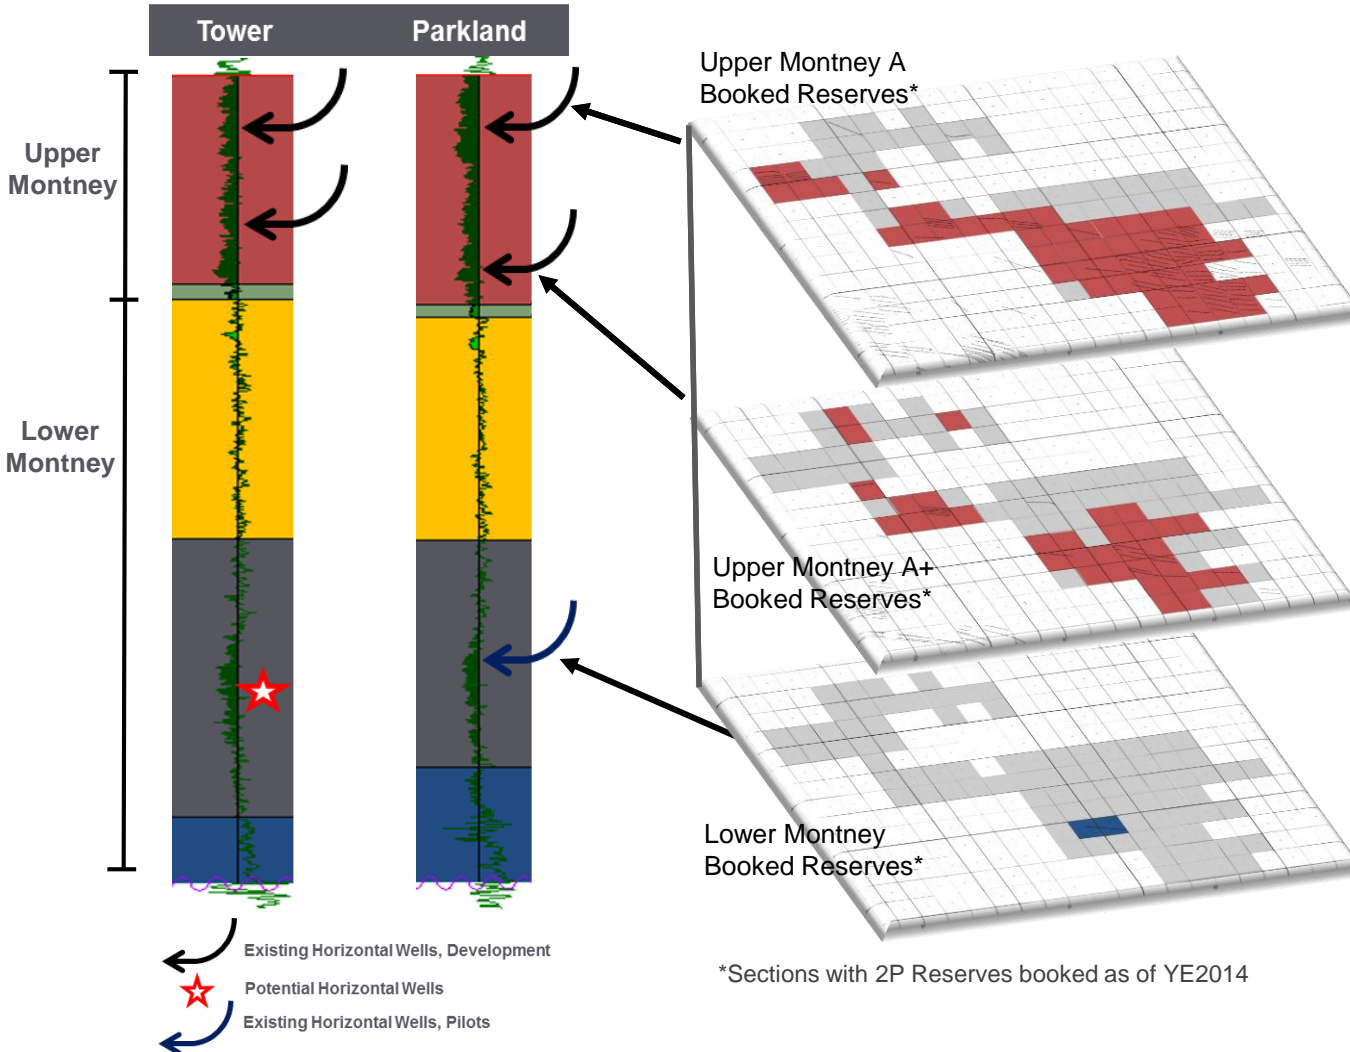 Tower Parkland
Upper
Montney
Lower
Montney
Upper Montney A
Booked Reserves*
Upper Montney A+
Booked Reserves*
Lower Montney
Booked Reserves*
Existing Horizontal Wells, Development
Potential Horizontal Wells
Existing Horizontal Wells, Pilots
*Sections with 2P Reserves booked as of YE2014